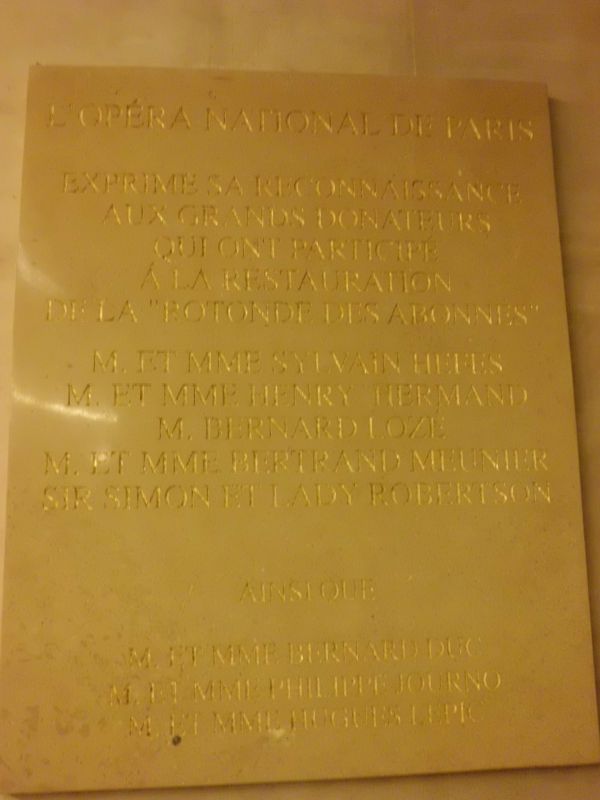 L'OPÉRA NATIONAL DE PARIS
EXPRIME SA RECONNAISSANCE
AUX GRANDS DONATEURS
QUI ONT PARTICIPÉ
Á LA RESTAURATION
DE LA "ROTONDE DES ABONNES"
M. ET MME SYLVAIN HEFES
M. ET MME HENRY HERMAND
M. BERNARD LOZE
M. ET MME BERTRAND MEUNIER
SIR SIMON ET LADY ROBERTSON
AINSI QUE
M. ET MME BERNARD DUC
M. ET MME PHILIPPE JOURNO
M. ET MME HUGUES LEPIC